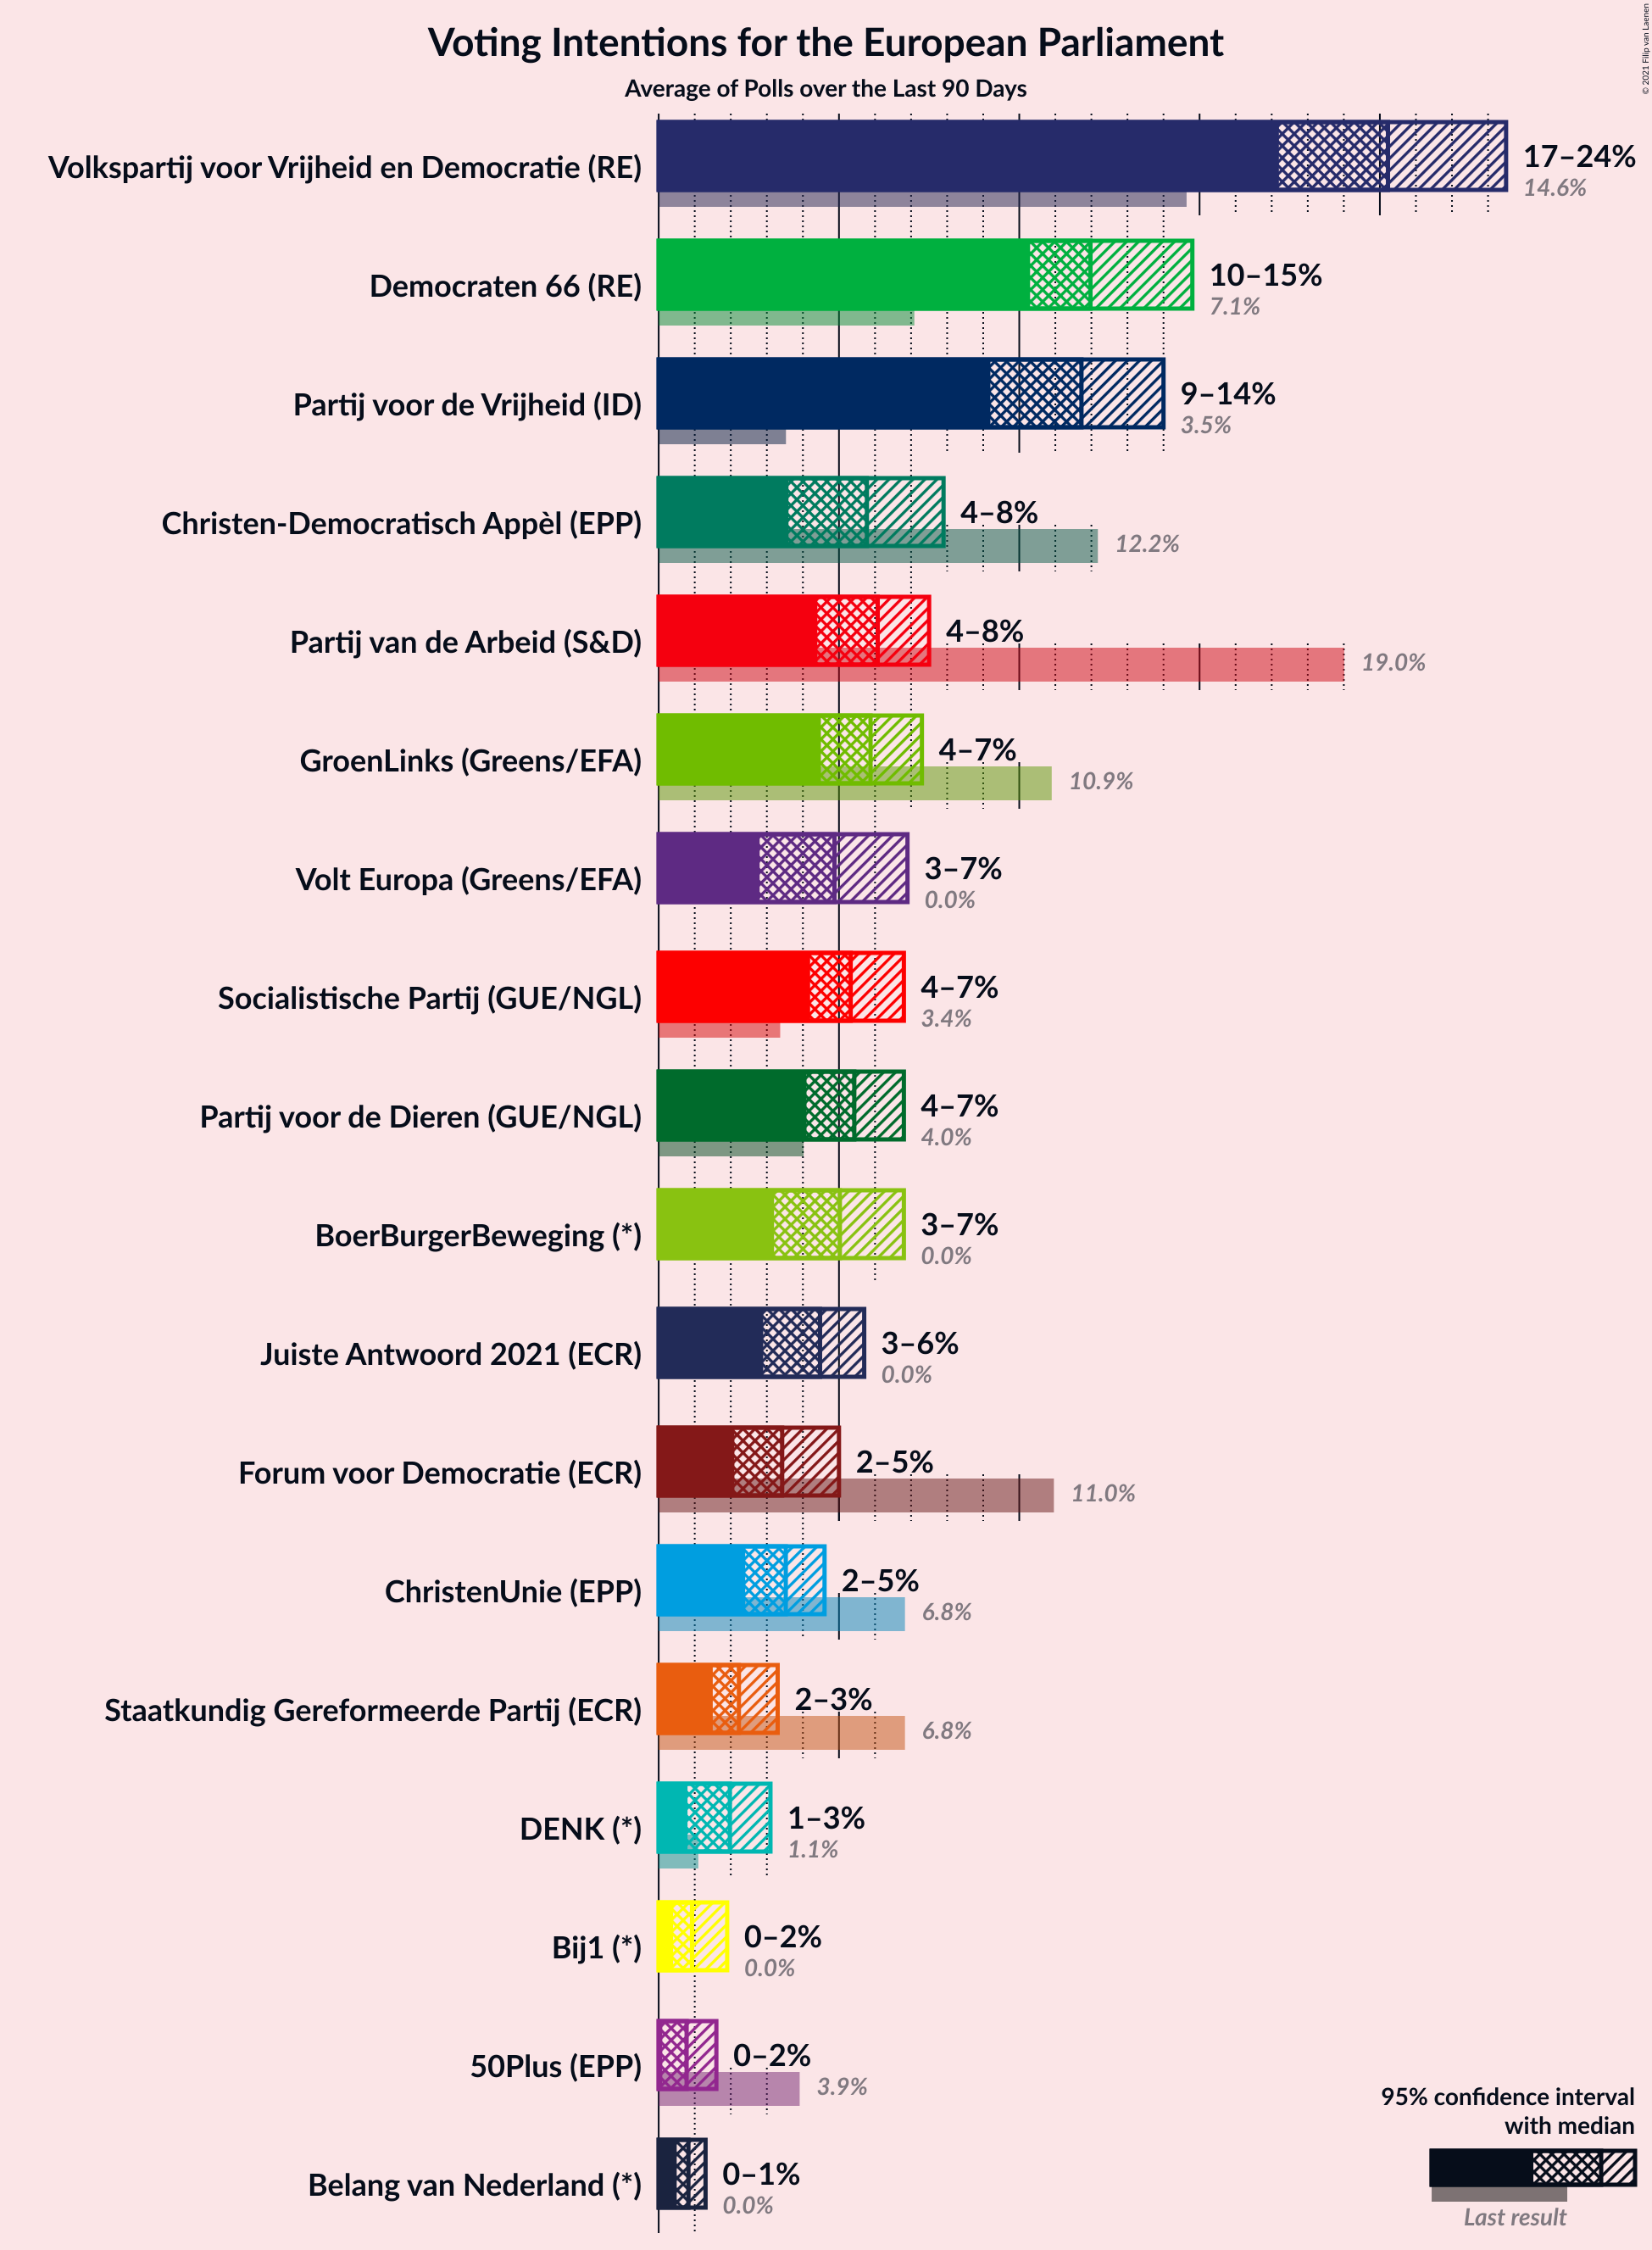 © 2021 Filip van Laenen
Voting Intentions for the European Parliament
Average of Polls over the Last 90 Days
Volkspartij voor Vrijheid en Democratie (RE)
17–24%
14.6%
Democraten 66 (RE)
10–15%
7.1%
Partij voor de Vrijheid (ID)
9–14%
3.5%
Christen-Democratisch Appèl (EPP)
4–8%
12.2%
Partij van de Arbeid (S&D)
4–8%
19.0%
GroenLinks (Greens/EFA)
4–7%
10.9%
Volt Europa (Greens/EFA)
3–7%
0.0%
Socialistische Partij (GUE/NGL)
4–7%
3.4%
Partij voor de Dieren (GUE/NGL)
4–7%
4.0%
BoerBurgerBeweging (*)
3–7%
0.0%
Juiste Antwoord 2021 (ECR)
3–6%
0.0%
Forum voor Democratie (ECR)
2–5%
11.0%
ChristenUnie (EPP)
2–5%
6.8%
Staatkundig Gereformeerde Partij (ECR)
2–3%
6.8%
DENK (*)
1–3%
1.1%
Bij1 (*)
0–2%
0.0%
50Plus (EPP)
0–2%
3.9%
Belang van Nederland (*)
0–1%
0.0%
95% confidence interval
with median
Last result